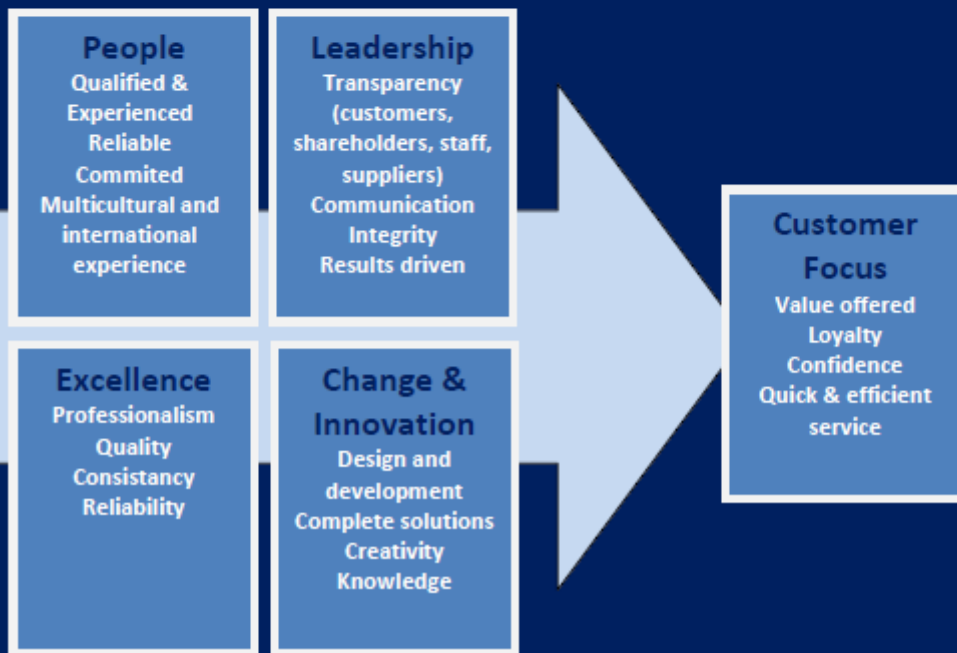 People
Qualified &
Experienced
Reliable
Commited
Multicultural and
international
experience
Leadership
Transparency
(customers,
shareholders, staff,
suppliers)
Communication
Integrity
Results driven
Excellence
Professionalism
Quality
Consistancy
Reliability
Change &
Innovation
Design and
development
Complete solutions
Creativity
Knowledge
Customer
Focus
Value offered
Loyalty
Confidence
Quick & efficient
service